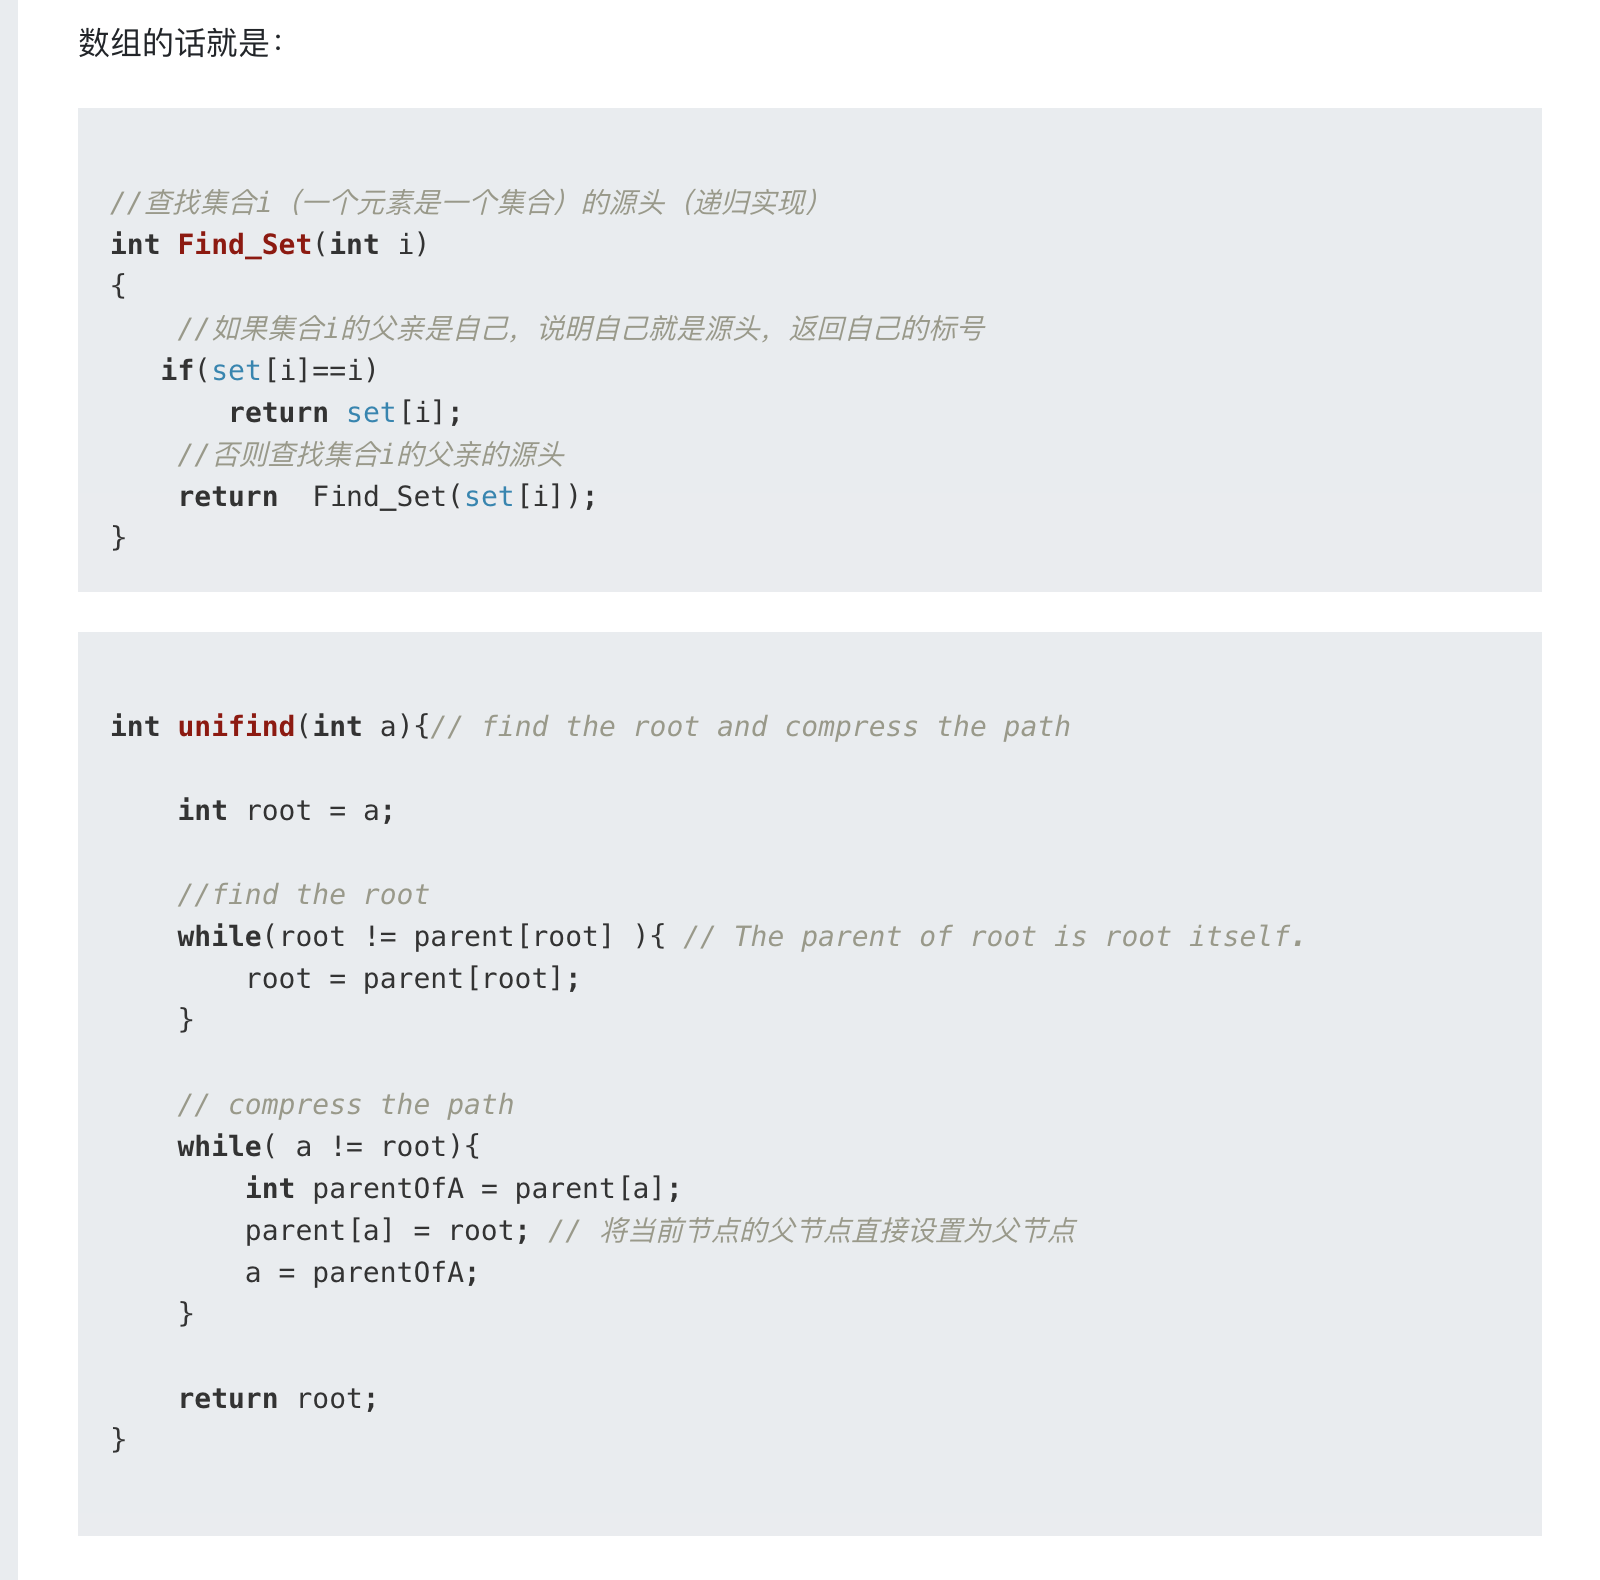 数组的话就是：
//查找集合i（一个元素是一个集合）的源头（递归实现）
int Find_Set(int i)
{
    //如果集合i的父亲是自己，说明自己就是源头，返回自己的标号
   if(set[i]==i)
       return set[i];
    //否则查找集合i的父亲的源头
    return  Find_Set(set[i]);
}
int unifind(int a){// find the root and compress the path
    int root = a;
    //find the root
    while(root != parent[root] ){ // The parent of root is root itself.
        root = parent[root];
    }
    // compress the path
    while( a != root){
        int parentOfA = parent[a];
        parent[a] = root; // 将当前节点的父节点直接设置为父节点
        a = parentOfA;
    }
    return root;
}